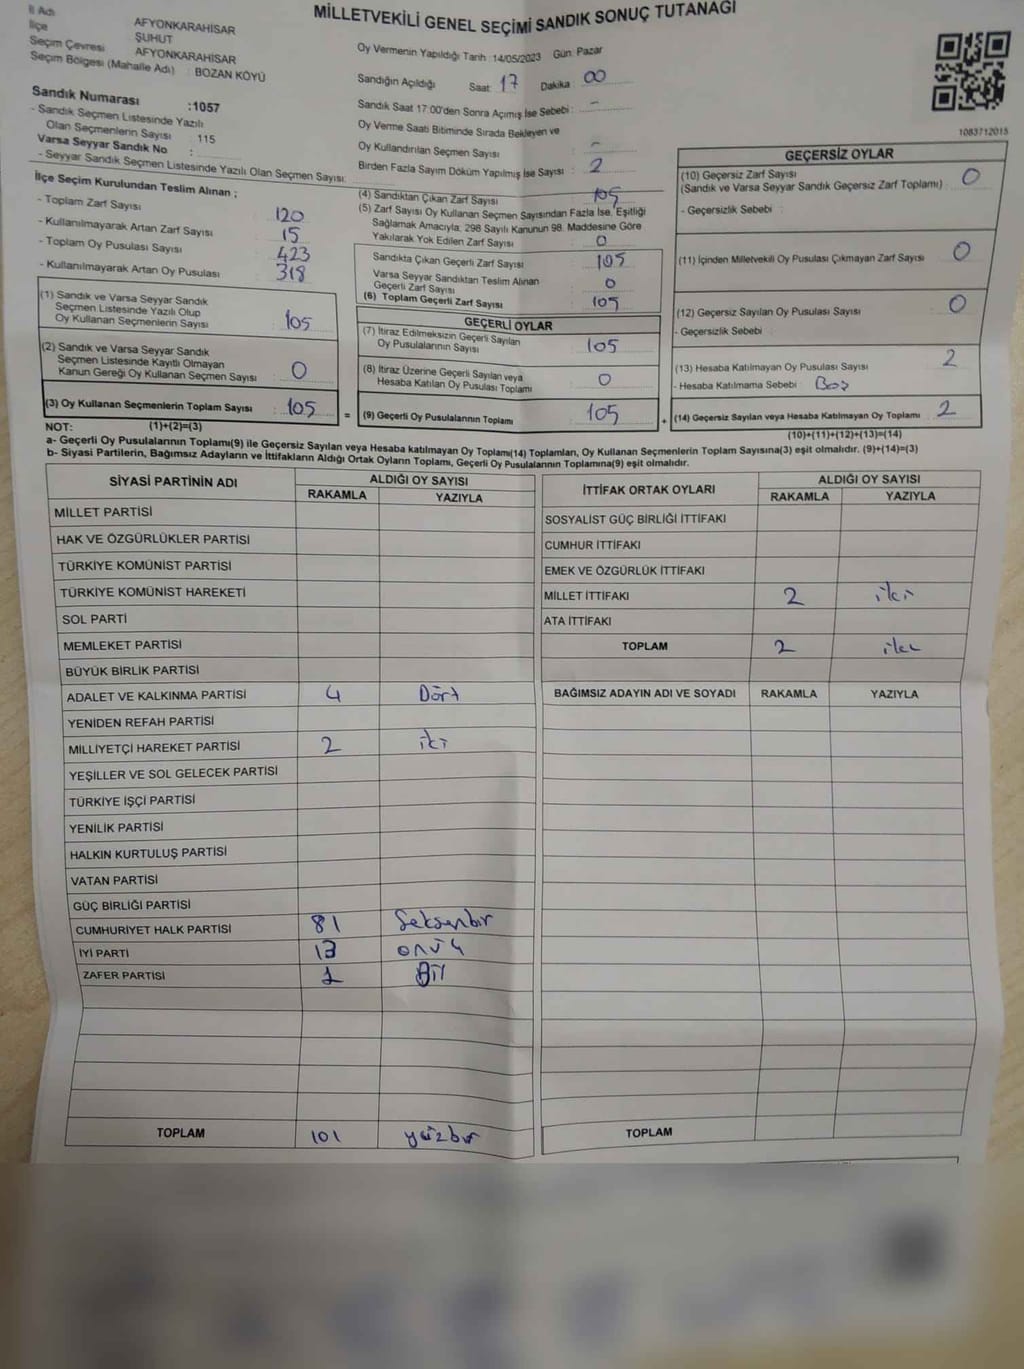 MİLLETVEKİLİ GENEL SEÇİMİ SANDIK SONUÇ TUTANAĞI
İl Adı AFYONKARAHİSAR
İlçe ŞUHUT
Seçim Çevresi AFYONKARAHİSAR
Seçim Bölgesi (Mahalle Adı) : BOZAN KÖYÜ
Sandık Numarası :1057
- Sandık Seçmen Listesinde Yazılı
Olan Seçmenlerin Sayısı : 115
Varsa Seyyar Sandık No :
- Seyyar Sandık Seçmen Listesinde Yazılı Olan Seçmen Sayısı:
İlçe Seçim Kurulundan Teslim Alınan ;
- Toplam Zarf Sayısı 120
- Kullanılmayarak Artan Zarf Sayısı 15
- Toplam Oy Pusulası Sayısı 423
- Kullanılmayarak Artan Oy Pusulası 318
(1) Sandık ve Varsa Seyyar Sandık
Seçmen Listesinde Yazılı Olup
Oy Kullanan Seçmenlerin Sayısı : 105
(2) Sandık ve Varsa Seyyar Sandık
Seçmen Listesinde Kayıtlı Olmayan
Kanun Gereği Oy Kullanan Seçmen Sayısı : 0
(3) Oy Kullanan Seçmenlerin Toplam Sayısı : 105
(1)+(2)=(3)
Oy Vermenin Yapıldığı Tarih : 14/05/2023 Gün: Pazar
Sandığın Açıldığı Saat: 17 Dakika 00
Sandık Saat 17:00'den Sonra Açımış İse Sebebi : -
Oy Verme Saati Bitiminde Sırada Bekleyen ve
Oy Kullandırılan Seçmen Sayısı : -
Birden Fazla Sayım Döküm Yapılmış İse Sayısı : 2
(4) Sandıktan Çıkan Zarf Sayısı : 105
(5) Zarf Sayısı Oy Kullanan Seçmen Sayısından Fazla İse, Eşitliği
Sağlamak Amacıyla; 298 Sayılı Kanunun 98. Maddesine Göre
Yakılarak Yok Edilen Zarf Sayısı : 0
Sandıkta Çıkan Geçerli Zarf Sayısı : 105
Varsa Seyyar Sandıktan Teslim Alınan
Geçerli Zarf Sayısı : 0
(6) Toplam Geçerli Zarf Sayısı : 105
GEÇERLİ OYLAR
(7) İtiraz Edilmeksizin Geçerli Sayılan
Oy Pusulalarının Sayısı : 105
(8) İtiraz Üzerine Geçerli Sayılan veya
Hesaba Katılan Oy Pusulası Toplamı : 0
= (9) Geçerli Oy Pusulalarının Toplamı : 105
1083712015
GEÇERSİZ OYLAR
(10) Geçersiz Zarf Sayısı
(Sandık ve Varsa Seyyar Sandık Geçersiz Zarf Toplamı) : 0
- Geçersizlik Sebebi :
(11) İçinden Milletvekili Oy Pusulası Çıkmayan Zarf Sayısı : 0
(12) Geçersiz Sayılan Oy Pusulası Sayısı : 0
- Geçersizlik Sebebi :
(13) Hesaba Katılmayan Oy Pusulası Sayısı : 2
- Hesaba Katılmama Sebebi : Boş
+ (14) Geçersiz Sayılan veya Hesaba Katılmayan Oy Toplamı : 2
(10)+(11)+(12)+(13)=(14)
NOT:
a- Geçerli Oy Pusulalarının Toplamı(9) ile Geçersiz Sayılan veya Hesaba katılmayan Oy Toplamı(14) Toplamları, Oy Kullanan Seçmenlerin Toplam Sayısına(3) eşit olmalıdır. (9)+(14)=(3)
b- Siyasi Partilerin, Bağımsız Adayların ve İttifakların Aldığı Ortak Oyların Toplamı, Geçerli Oy Pusulalarının Toplamına(9) eşit olmalıdır.
SİYASİ PARTİNİN ADI ALDIĞI OY SAYISI
RAKAMLA YAZIYLA
MİLLET PARTİSİ
HAK VE ÖZGÜRLÜKLER PARTİSİ
TÜRKİYE KOMÜNİST PARTİSİ
TÜRKİYE KOMÜNİST HAREKETİ
SOL PARTİ
MEMLEKET PARTİSİ
BÜYÜK BİRLİK PARTİSİ
ADALET VE KALKINMA PARTİSİ 4 Dört
YENİDEN REFAH PARTİSİ
MİLLİYETÇİ HAREKET PARTİSİ 2 iki
YEŞİLLER VE SOL GELECEK PARTİSİ
TÜRKİYE İŞÇİ PARTİSİ
YENİLİK PARTİSİ
HALKIN KURTULUŞ PARTİSİ
VATAN PARTİSİ
GÜÇ BİRLİĞİ PARTİSİ
CUMHURİYET HALK PARTİSİ 81 Seksenbir
İYİ PARTİ 13 onüç
ZAFER PARTİSİ 1 Bir
TOPLAM 101 yüzbir
İTTİFAK ORTAK OYLARI ALDIĞI OY SAYISI
RAKAMLA YAZIYLA
SOSYALİST GÜÇ BİRLİĞİ İTTİFAKI
CUMHUR İTTİFAKI
EMEK VE ÖZGÜRLÜK İTTİFAKI
MİLLET İTTİFAKI 2 iki
ATA İTTİFAKI
TOPLAM 2 iki
BAĞIMSIZ ADAYIN ADI VE SOYADI RAKAMLA YAZIYLA
TOPLAM